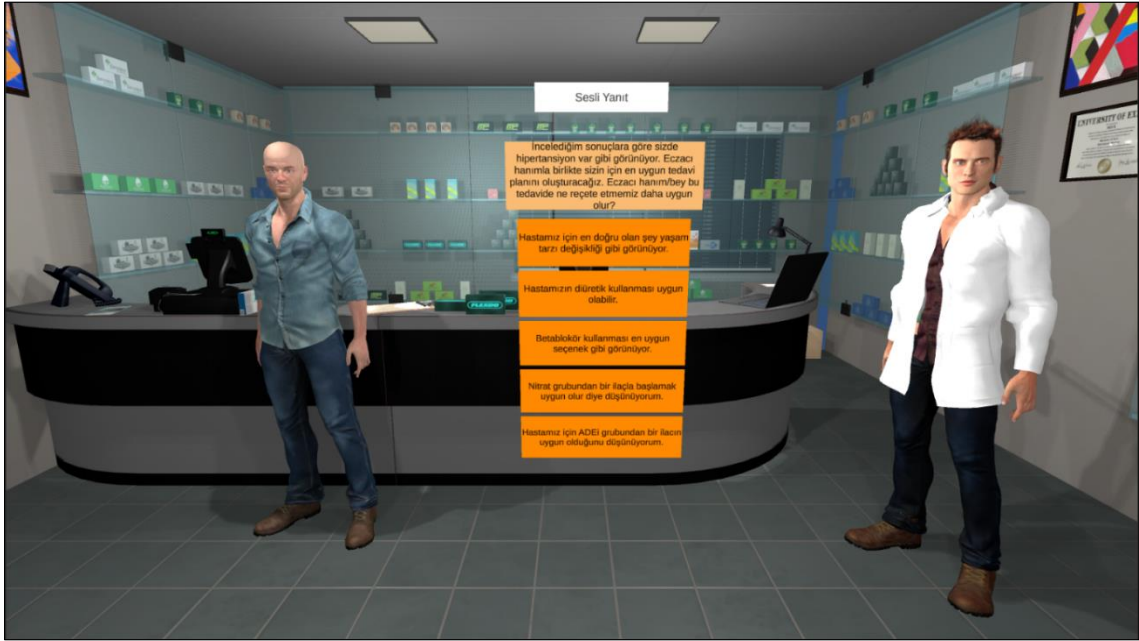 Sesli Yanıt
İncelediğim sonuçlara göre sizde
hipertansiyon var gibi görünüyor. Eczacı
hanımla birlikte sizin için en uygun tedavi
planını oluşturacağız. Eczacı hanım/bey bu
tedavide ne reçete etmemiz daha uygun
olur?
Hastamız için en doğru olan şey yaşam
tarzı değişikliği gibi görünüyor.
Hastamızın diüretik kullanması uygun
olabilir.
Betablokör kullanması en uygun
seçenek gibi görünüyor.
Nitrat grubundan bir ilaçla başlamak
uygun olur diye düşünüyorum.
Hastamız için ADEi grubundan bir ilacın
uygun olduğunu düşünüyorum.
UNIVERSITY OF